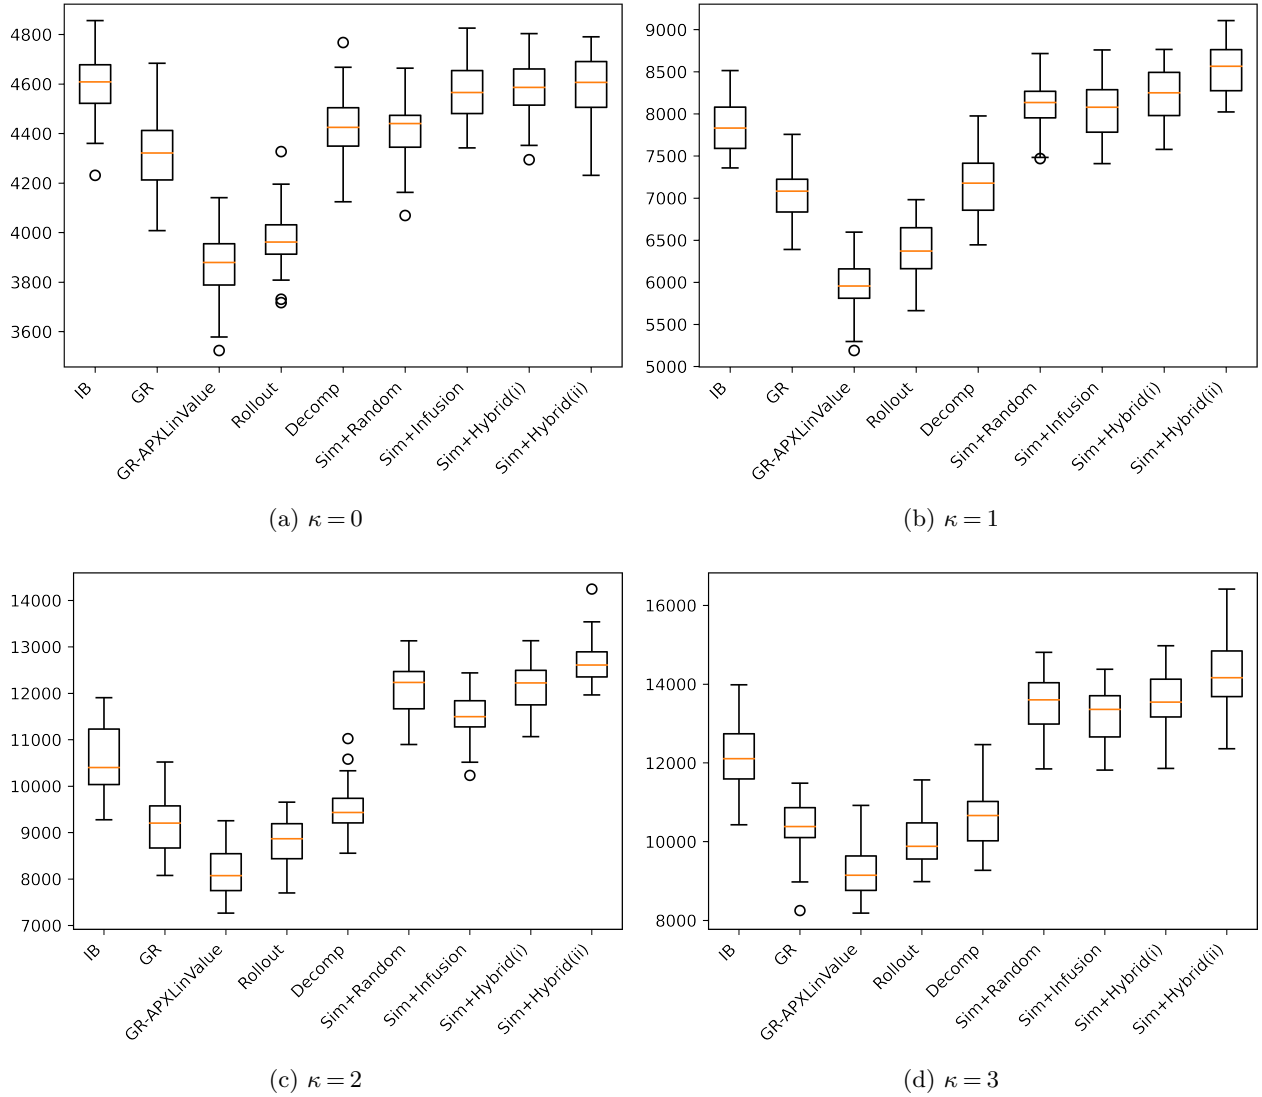 4800
4600
4400
4200
4000
3800
3600
IB
GR
GR-APXLinValue
Rollout
Decomp
Sim+Random
Sim+Infusion
Sim+Hybrid(i)
Sim+Hybrid(ii)
(a) κ = 0
9000
8500
8000
7500
7000
6500
6000
5500
5000
IB
GR
GR-APXLinValue
Rollout
Decomp
Sim+Random
Sim+Infusion
Sim+Hybrid(i)
Sim+Hybrid(ii)
(b) κ = 1
14000
13000
12000
11000
10000
9000
8000
7000
IB
GR
GR-APXLinValue
Rollout
Decomp
Sim+Random
Sim+Infusion
Sim+Hybrid(i)
Sim+Hybrid(ii)
(c) κ = 2
16000
14000
12000
10000
8000
IB
GR
GR-APXLinValue
Rollout
Decomp
Sim+Random
Sim+Infusion
Sim+Hybrid(i)
Sim+Hybrid(ii)
(d) κ = 3